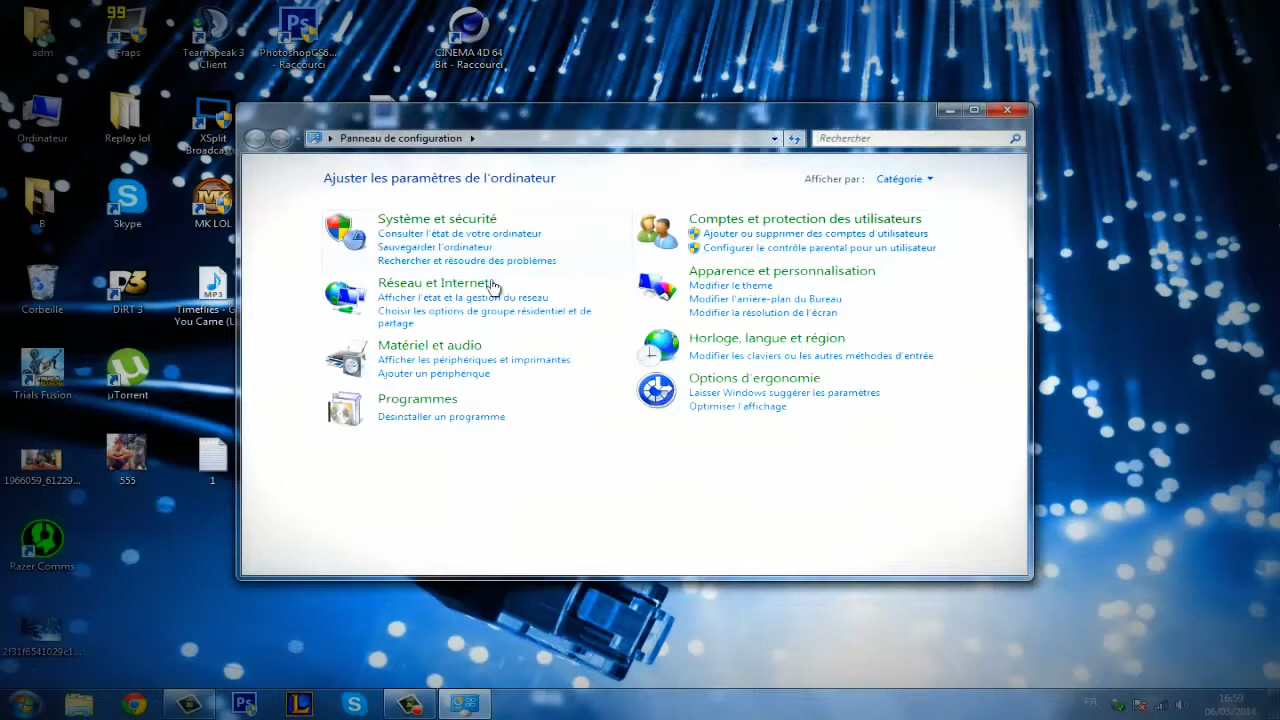 99
adm
Fraps
TeamSpeak 3
Client
PhotoshopCS6...
- Raccourci
CINEMA 4D 64
Bit - Raccourci
Ordinateur
Replay lol
XSplit
Broadcaste
B
Skype
MK LOL
Corbeille
DiRT 3
MP3
Timeflies - G
You Came (L
Trials Fusion
µTorrent
1966059_61229...
555
1
Razer Comms
2f31f6541029c1...
Panneau de configuration
Rechercher
Ajuster les paramètres de l'ordinateur
Afficher par :
Catégorie
Système et sécurité
Consulter l'état de votre ordinateur
Sauvegarder l'ordinateur
Rechercher et résoudre des problèmes
Réseau et Internet
Afficher l'état et la gestion du réseau
Choisir les options de groupe résidentiel et de
partage
Matériel et audio
Afficher les périphériques et imprimantes
Ajouter un périphérique
Programmes
Désinstaller un programme
Comptes et protection des utilisateurs
Ajouter ou supprimer des comptes d'utilisateurs
Configurer le contrôle parental pour un utilisateur
Apparence et personnalisation
Modifier le thème
Modifier l'arrière-plan du Bureau
Modifier la résolution de l'écran
Horloge, langue et région
Modifier les claviers ou les autres méthodes d'entrée
Options d'ergonomie
Laisser Windows suggérer les paramètres
Optimiser l'affichage
FR
16:59
06/05/2014